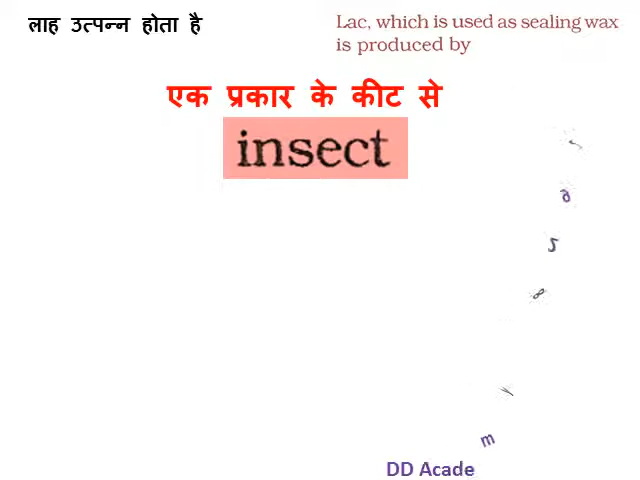 लाह उत्पन्न होता है
Lac, which is used as sealing wax
is produced by
एक प्रकार के कीट से
insect
DD Acade
m